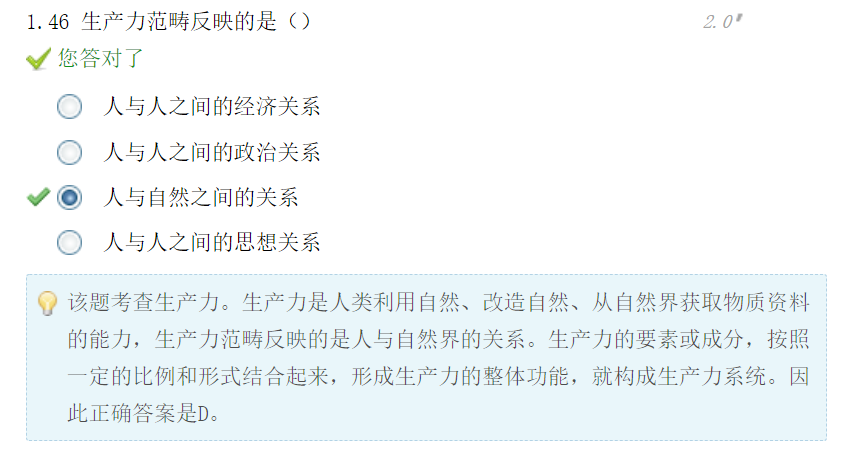 1.46 生产力范畴反映的是（）
2.0
您答对了
人与人之间的经济关系
人与人之间的政治关系
人与自然之间的关系
人与人之间的思想关系
该题考查生产力。生产力是人类利用自然、改造自然、从自然界获取物质资料
的能力，生产力范畴反映的是人与自然界的关系。生产力的要素或成分，按照
一定的比例和形式结合起来，形成生产力的整体功能，就构成生产力系统。因
此正确答案是D。